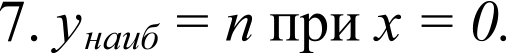 7. yнаиб = n при x = 0.